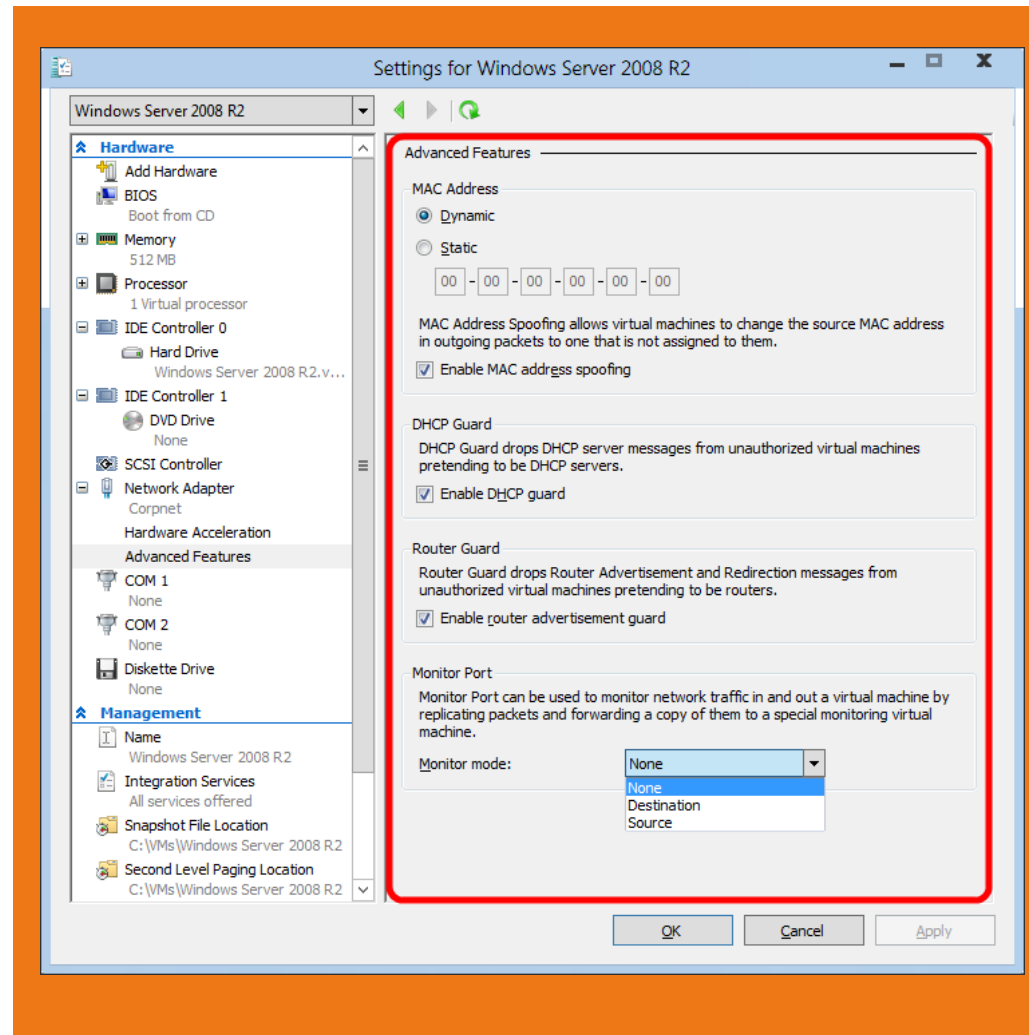 Settings for Windows Server 2008 R2
Windows Server 2008 R2
Hardware
Add Hardware
BIOS
Boot from CD
Memory
512 MB
Processor
1 Virtual processor
IDE Controller 0
Hard Drive
Windows Server 2008 R2.v...
IDE Controller 1
DVD Drive
None
SCSI Controller
Network Adapter
Corpnet
Hardware Acceleration
Advanced Features
COM 1
None
COM 2
None
Diskette Drive
None
Management
Name
Windows Server 2008 R2
Integration Services
All services offered
Snapshot File Location
C:\VMs\Windows Server 2008 R2
Second Level Paging Location
C:\VMs\Windows Server 2008 R2
Advanced Features
MAC Address
Dynamic
Static
00 - 00 - 00 - 00 - 00 - 00
MAC Address Spoofing allows virtual machines to change the source MAC address
in outgoing packets to one that is not assigned to them.
Enable MAC address spoofing
DHCP Guard
DHCP Guard drops DHCP server messages from unauthorized virtual machines
pretending to be DHCP servers.
Enable DHCP guard
Router Guard
Router Guard drops Router Advertisement and Redirection messages from
unauthorized virtual machines pretending to be routers.
Enable router advertisement guard
Monitor Port
Monitor Port can be used to monitor network traffic in and out a virtual machine by
replicating packets and forwarding a copy of them to a special monitoring virtual
machine.
Monitor mode: None
None
Destination
Source
OK Cancel Apply